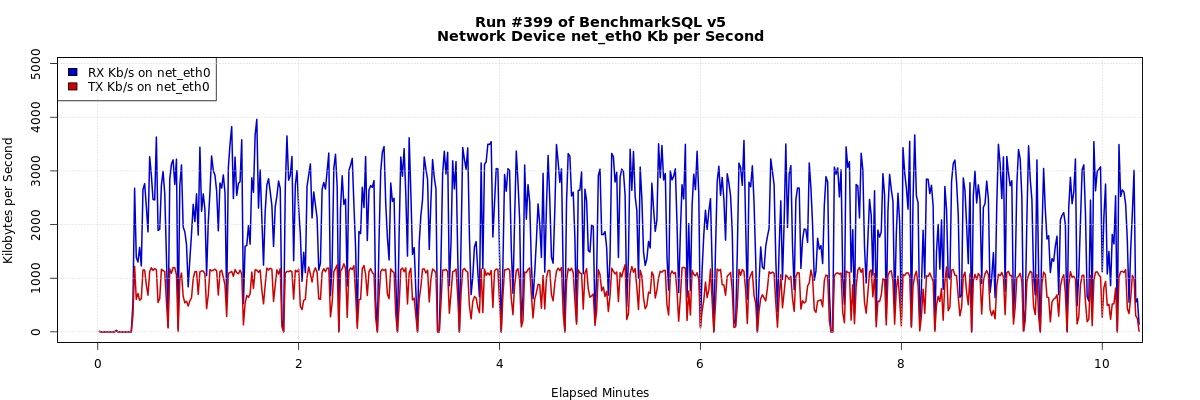 Run #399 of BenchmarkSQL v5
Network Device net_eth0 Kb per Second
RX Kb/s on net_eth0
TX Kb/s on net_eth0
Kilobytes per Second
5000
4000
3000
2000
1000
0
0 2 4 6 8 10
Elapsed Minutes